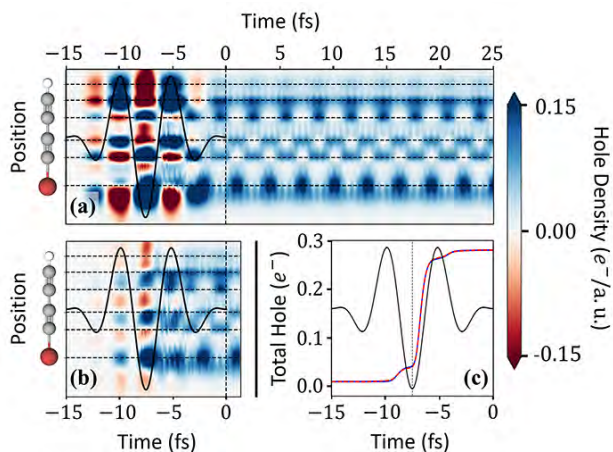 Time (fs)
−15 −10 −5 0 5 10 15 20 25
Position
(a)
0.15
0.00
-0.15
Hole Density (e⁻/a. u.)
Position
(b)
−15 −10 −5 0
Time (fs)
Total Hole (e⁻)
0.3
0.2
0.1
0.0
(c)
−15 −10 −5 0
Time (fs)